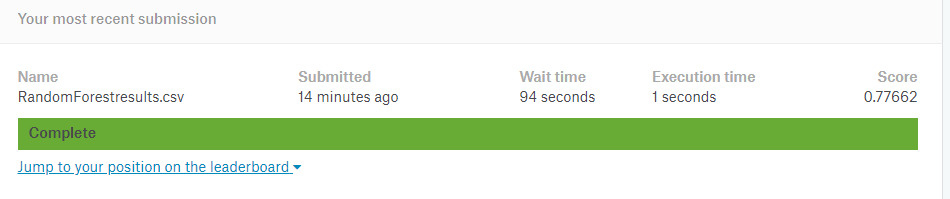 Your most recent submission
Name Submitted Wait time Execution time Score
RandomForestresults.csv 14 minutes ago 94 seconds 1 seconds 0.77662
Complete
Jump to your position on the leaderboard